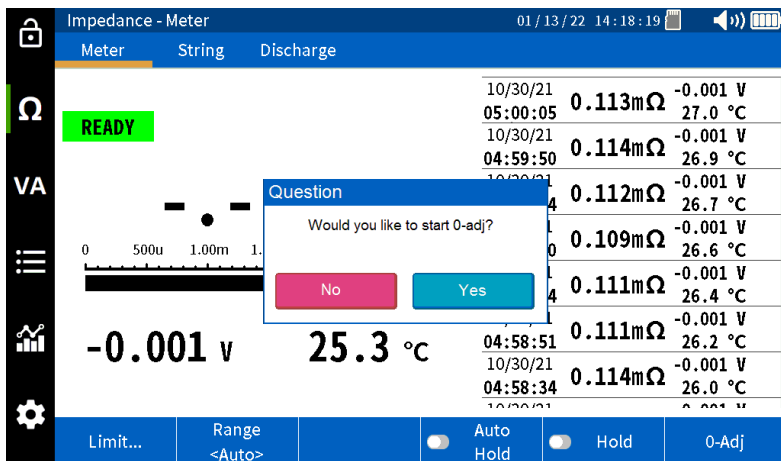 Impedance - Meter
01/13/22 14:18:19
Meter
String
Discharge
Ω
VA
READY
- . -
0 500u 1.00m 1.
-0.001 V
25.3 °C
10/30/21
05:00:05
0.113mΩ
-0.001 V
27.0 °C
10/30/21
04:59:50
0.114mΩ
-0.001 V
26.9 °C
0.112mΩ
-0.001 V
26.7 °C
0.109mΩ
-0.001 V
26.6 °C
0.111mΩ
-0.001 V
26.4 °C
04:58:51
0.111mΩ
-0.001 V
26.2 °C
10/30/21
04:58:34
0.114mΩ
-0.001 V
26.0 °C
Question
Would you like to start 0-adj?
No
Yes
Limit...
Range
<Auto>
Auto
Hold
Hold
0-Adj